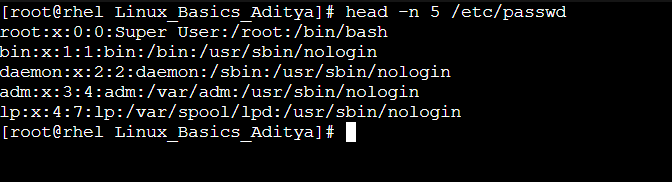 [root@rhel Linux_Basics_Aditya]# head -n 5 /etc/passwd
root:x:0:0:Super User:/root:/bin/bash
bin:x:1:1:bin:/bin:/usr/sbin/nologin
daemon:x:2:2:daemon:/sbin:/usr/sbin/nologin
adm:x:3:4:adm:/var/adm:/usr/sbin/nologin
lp:x:4:7:lp:/var/spool/lpd:/usr/sbin/nologin
[root@rhel Linux_Basics_Aditya]#